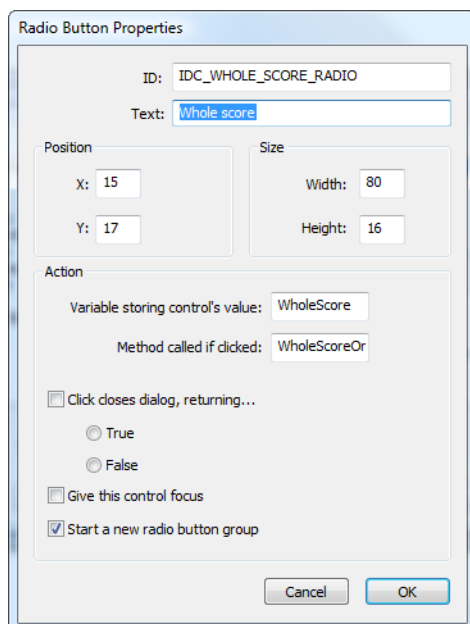 Radio Button Properties
ID: IDC_WHOLE_SCORE_RADIO
Text: Whole score
Position Size
X: 15 Width: 80
Y: 17 Height: 16
Action
Variable storing control's value: WholeScore
Method called if clicked: WholeScoreOr
Click closes dialog, returning...
True
False
Give this control focus
Start a new radio button group
Cancel OK